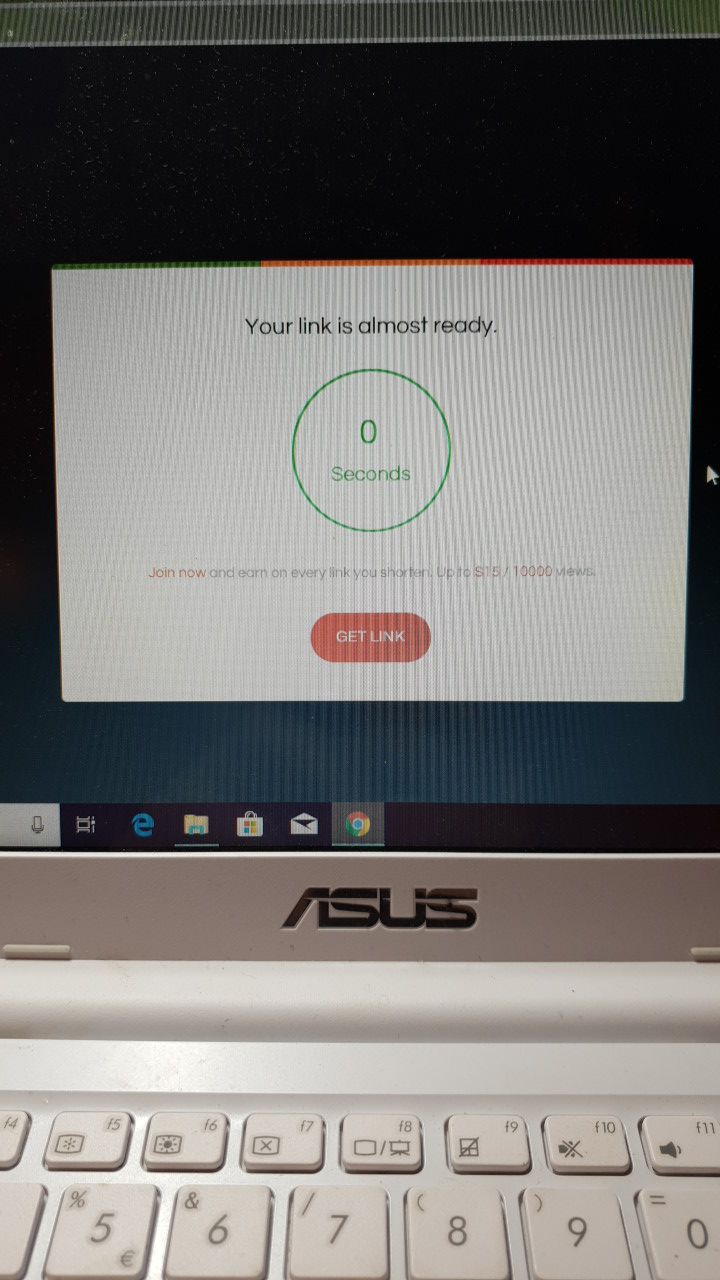 Your link is almost ready.
0
Seconds
Join now and earn on every link you shorten. Up to $15 / 10000 views.
GET LINK
ASUS
f4 f5 f6 f7 f8 f9 f10 f11
% & / ( ) =
5 6 7 8 9 0
€